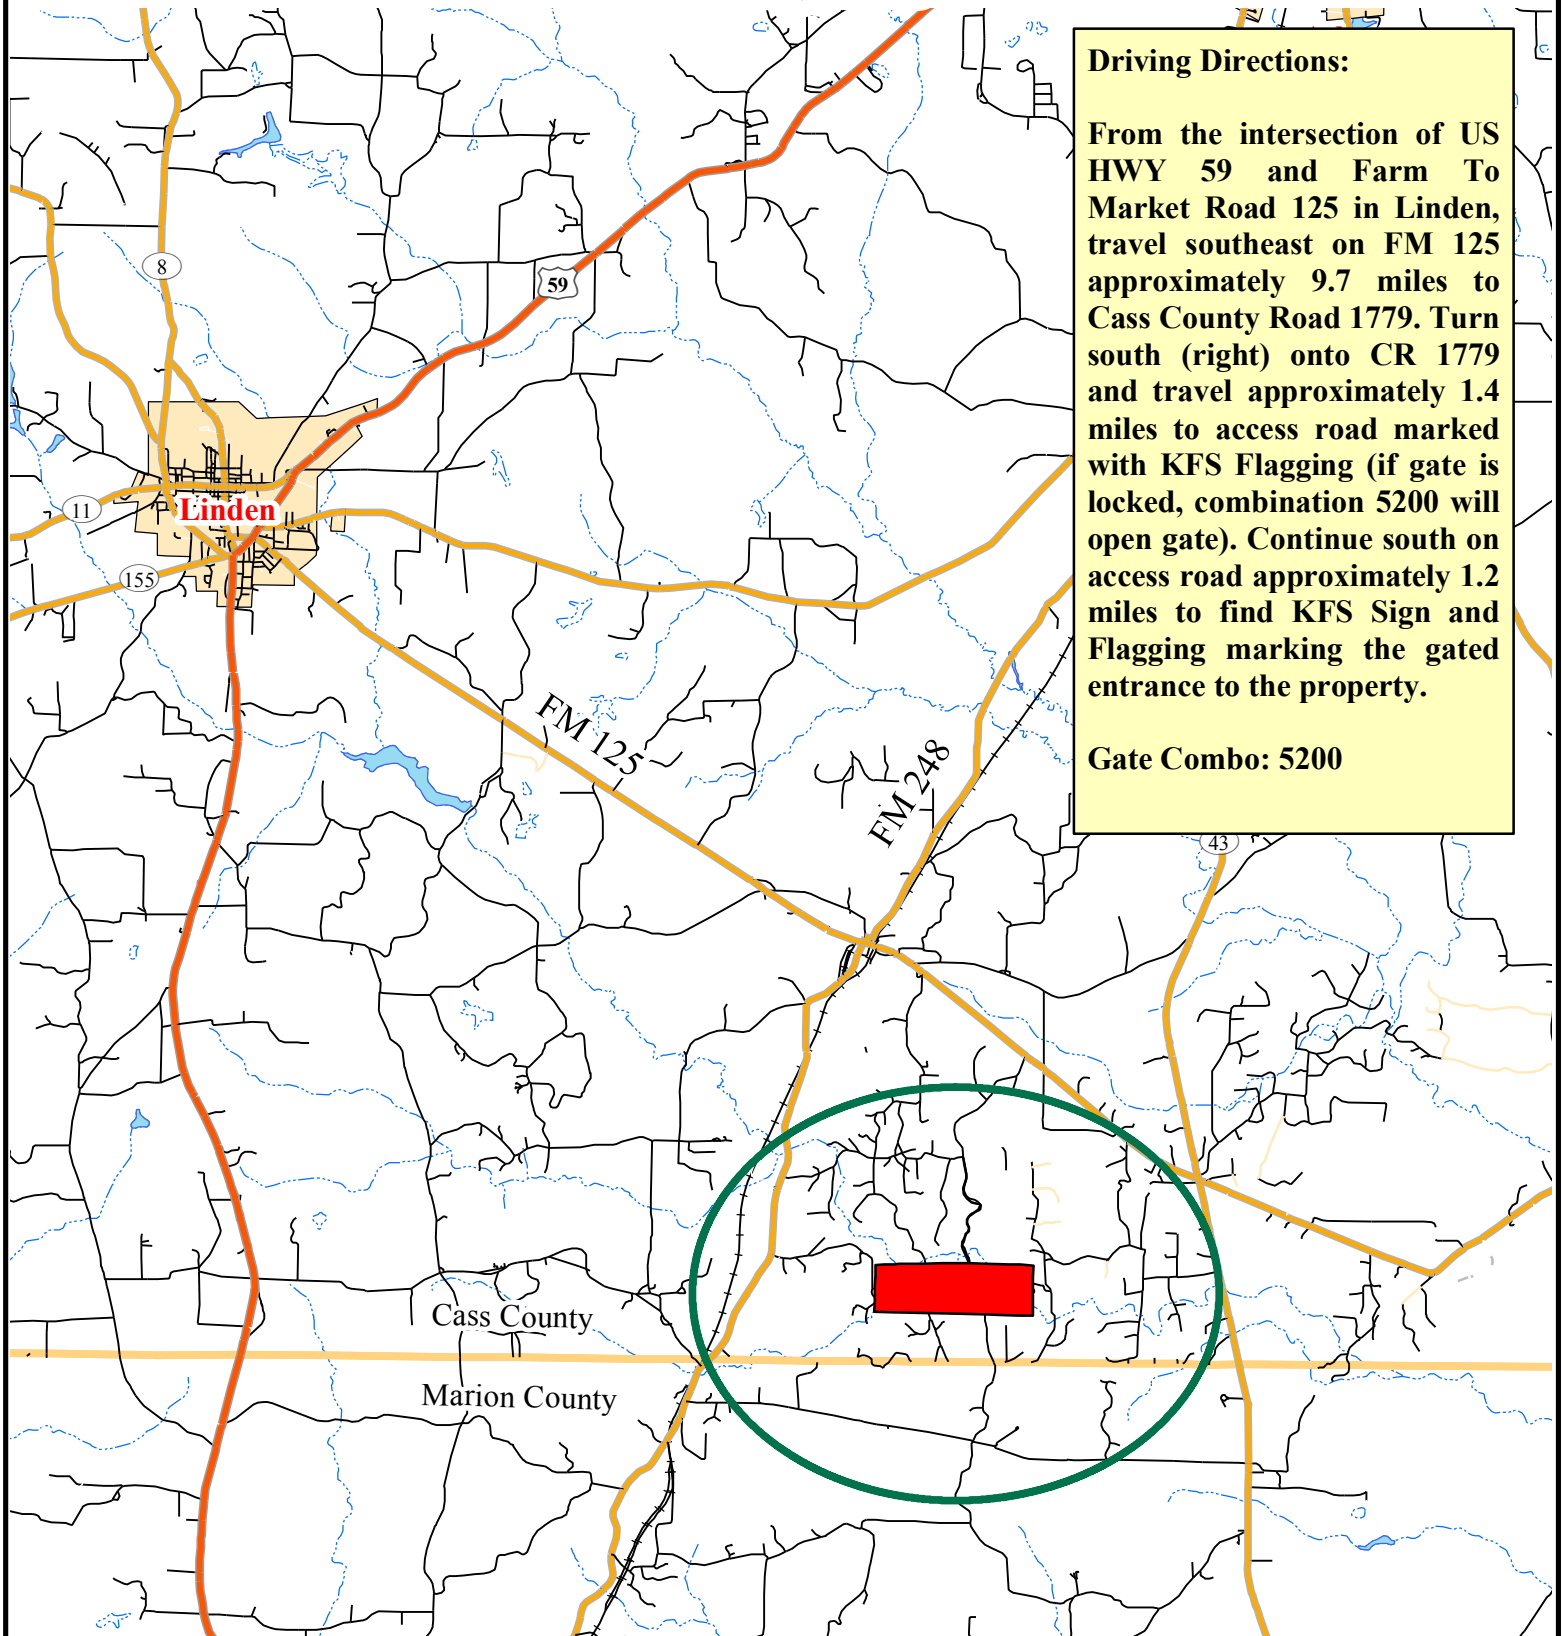 Driving Directions:
From the intersection of US
HWY 59 and Farm To
Market Road 125 in Linden,
travel southeast on FM 125
approximately 9.7 miles to
Cass County Road 1779. Turn
south (right) onto CR 1779
and travel approximately 1.4
miles to access road marked
with KFS Flagging (if gate is
locked, combination 5200 will
open gate). Continue south on
access road approximately 1.2
miles to find KFS Sign and
Flagging marking the gated
entrance to the property.
Gate Combo: 5200
8
59
11
Linden
155
FM 125
FM 248
43
Cass County
Marion County